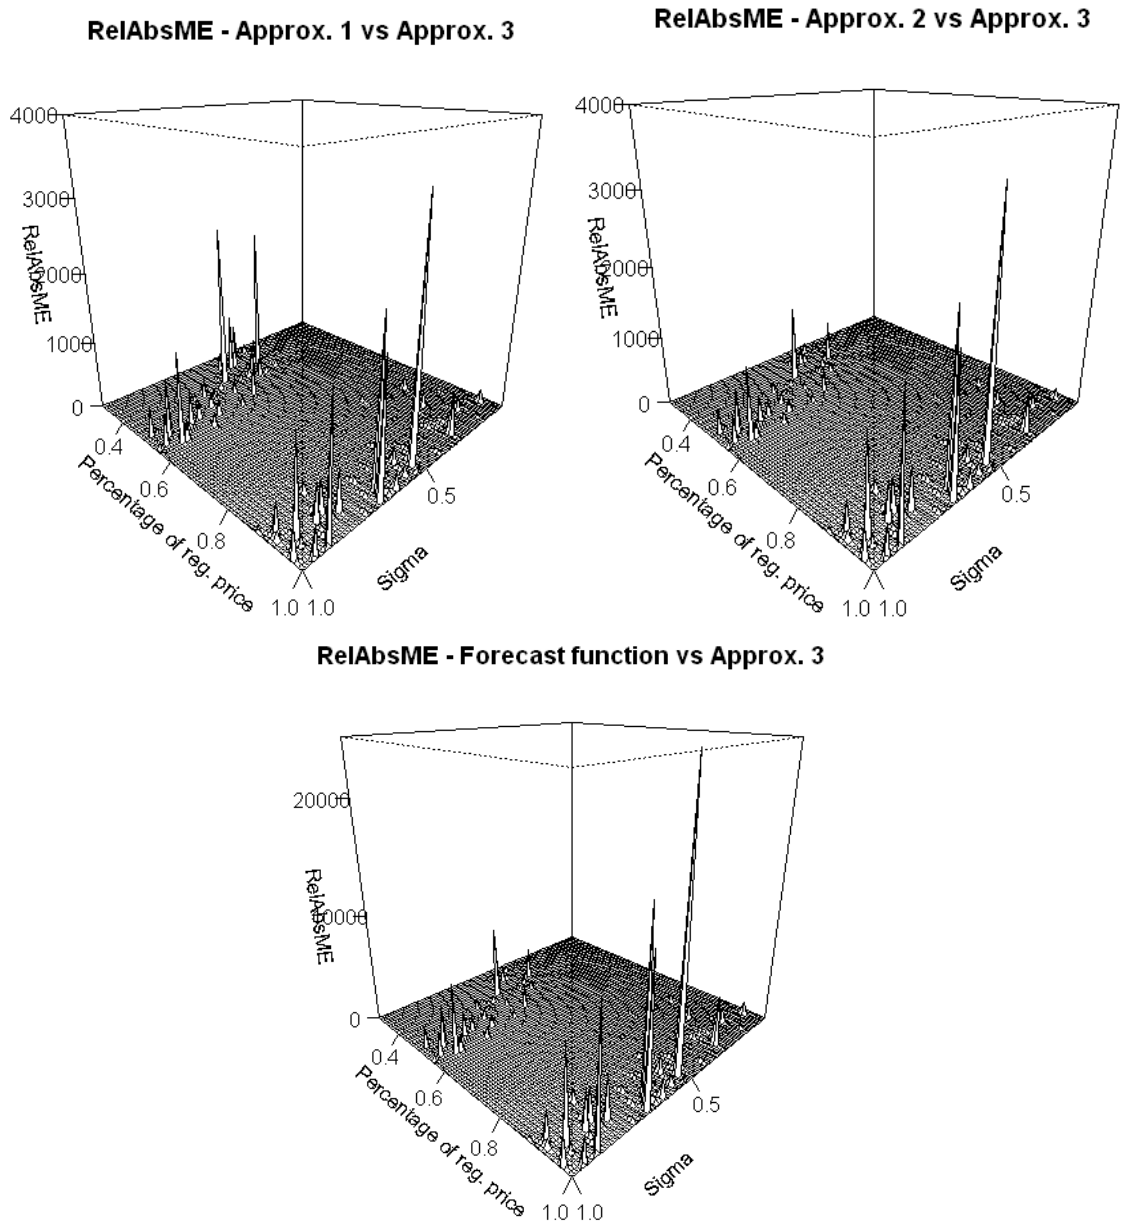 RelAbsME - Approx. 1 vs Approx. 3
4000
3000
2000
1000
0
RelAbsME
0.4
0.6
0.8
1.0
Percentage of reg. price
0.5
1.0
Sigma
RelAbsME - Approx. 2 vs Approx. 3
4000
3000
2000
1000
0
RelAbsME
0.4
0.6
0.8
1.0
Percentage of reg. price
0.5
1.0
Sigma
RelAbsME - Forecast function vs Approx. 3
20000
10000
0
RelAbsME
0.4
0.6
0.8
1.0
Percentage of reg. price
0.5
1.0
Sigma